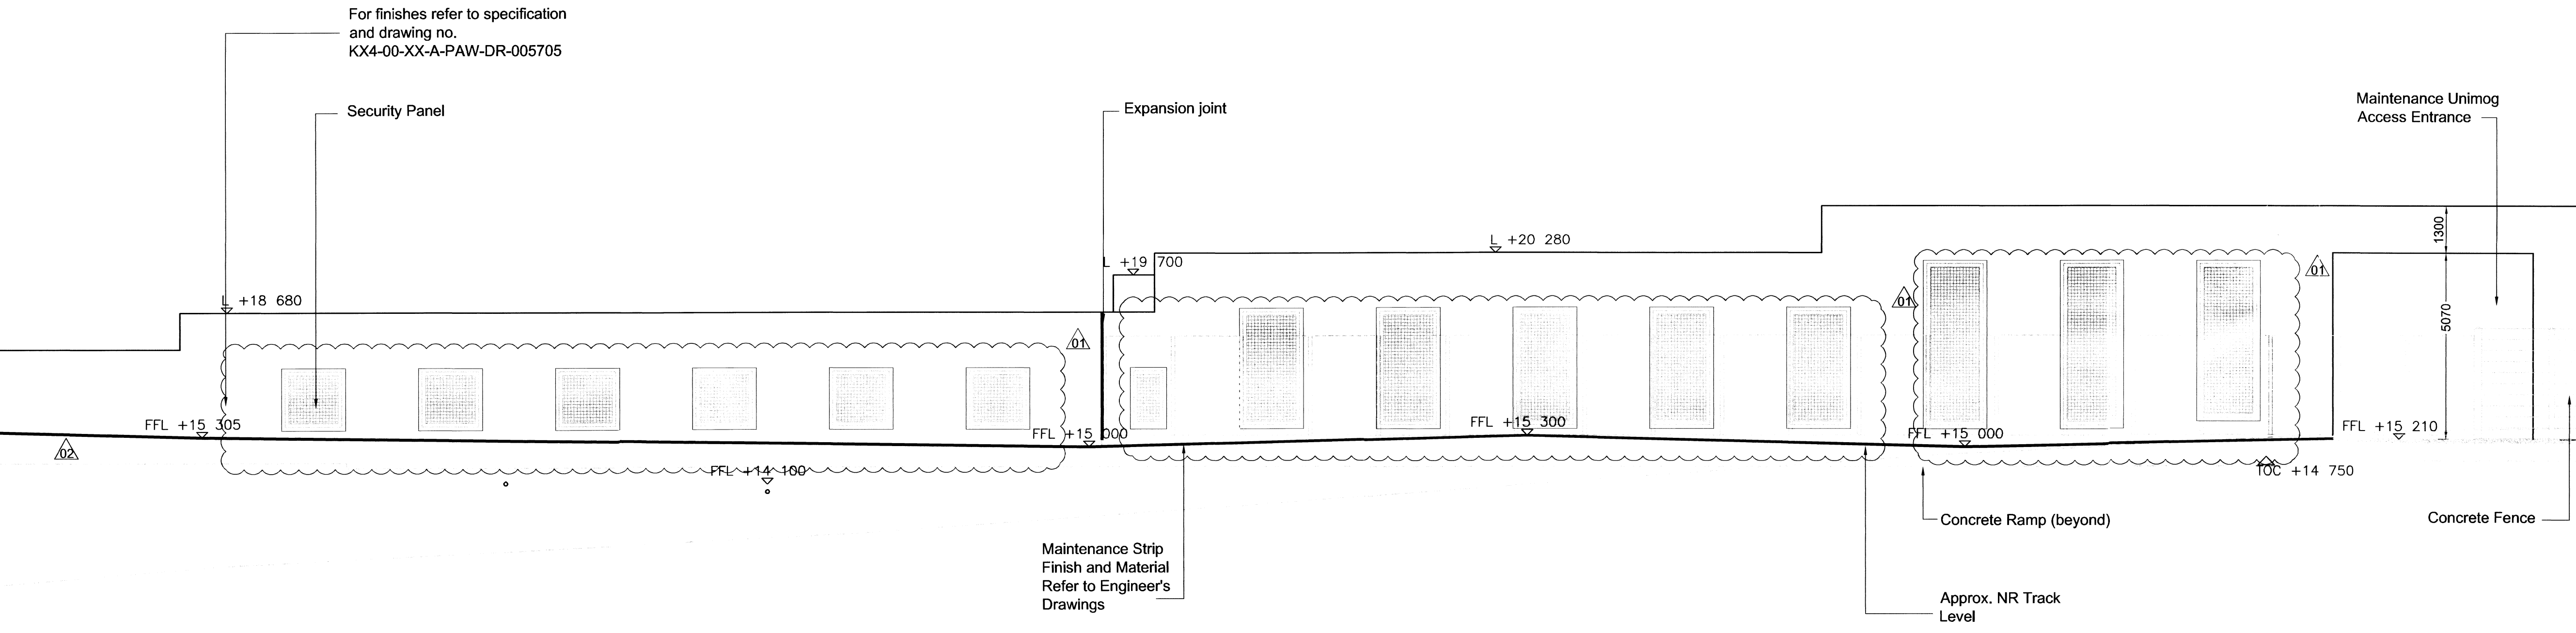 For finishes refer to specification
and drawing no.
KX4-00-XX-A-PAW-DR-005705
Security Panel
Expansion joint
Maintenance Unimog
Access Entrance
1300
L +20 280
L +19 700
L +18 680
01
01
01
5070
FFL +15 305
FFL +15 000
FFL +15 300
FFL +15 000
FFL +15 210
02
FFL +14 100
TOC +14 750
Concrete Ramp (beyond)
Concrete Fence
Maintenance Strip
Finish and Material
Refer to Engineer's
Drawings
Approx. NR Track
Level